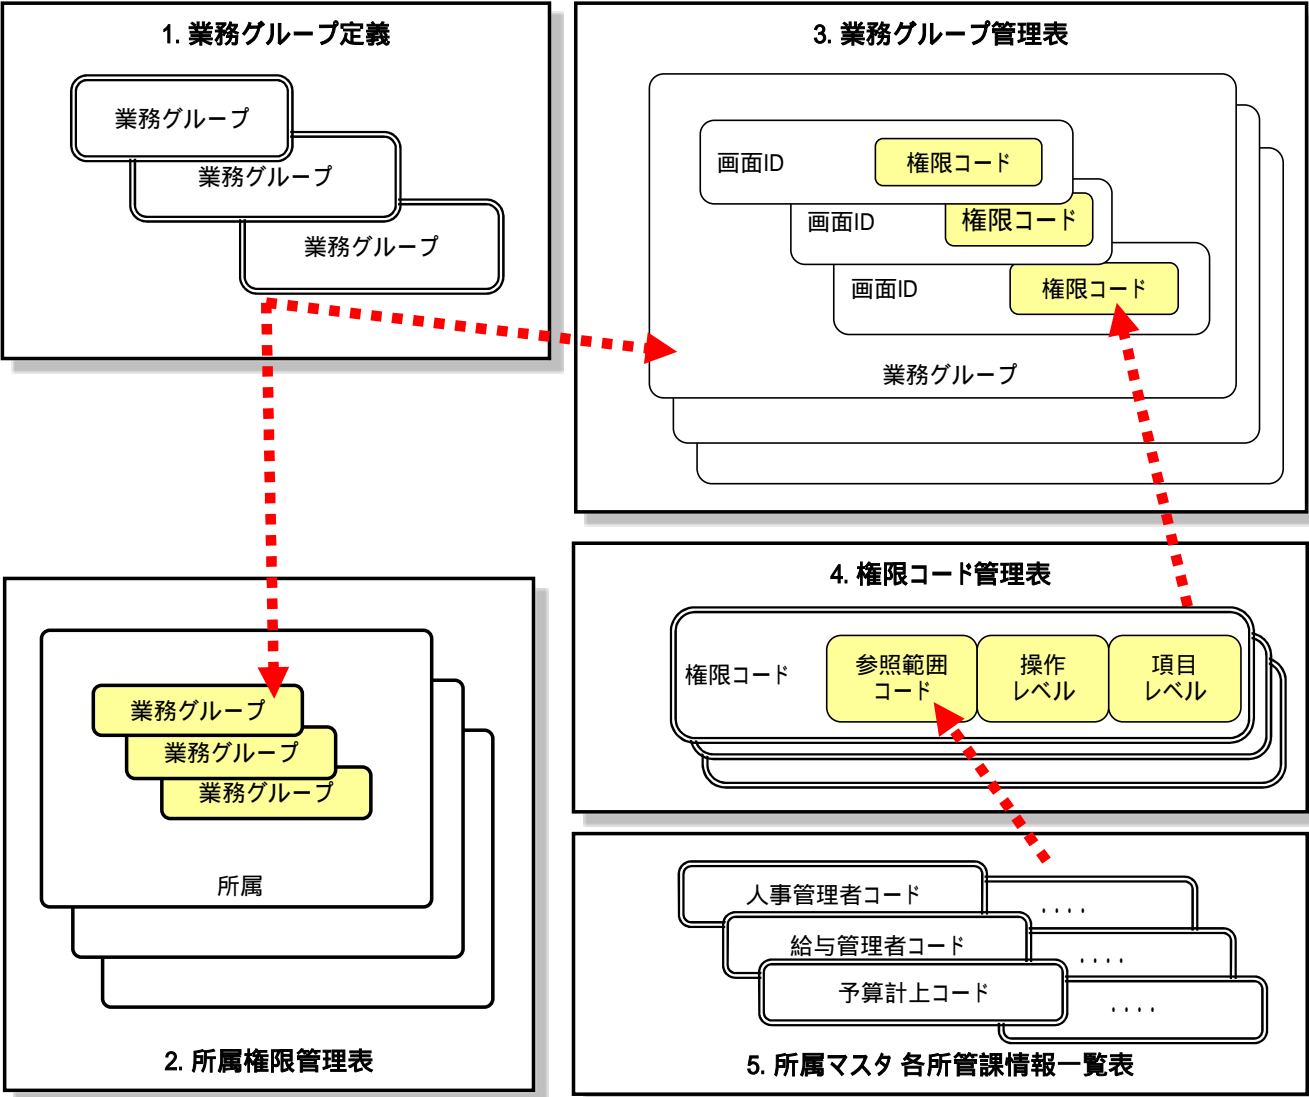 1. 業務グループ定義
業務グループ
業務グループ
業務グループ
3. 業務グループ管理表
画面ID
権限コード
画面ID
権限コード
画面ID
権限コード
業務グループ
4. 権限コード管理表
権限コード
参照範囲
コード
操作
レベル
項目
レベル
業務グループ
業務グループ
業務グループ
所属
2. 所属権限管理表
人事管理者コード
. . . .
給与管理者コード
. . . .
予算計上コード
. . . .
5. 所属マスタ 各所管課情報一覧表